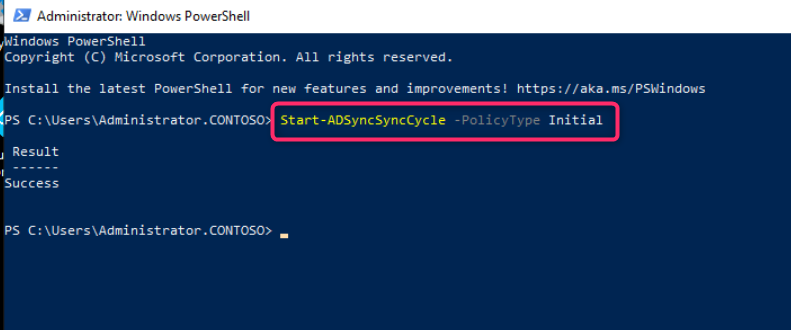 Administrator: Windows PowerShell
Windows PowerShell
Copyright (C) Microsoft Corporation. All rights reserved.
Install the latest PowerShell for new features and improvements! https://aka.ms/PSWindows
PS C:\Users\Administrator.CONTOSO> Start-ADSyncSyncCycle -PolicyType Initial
Result
------
Success
PS C:\Users\Administrator.CONTOSO>